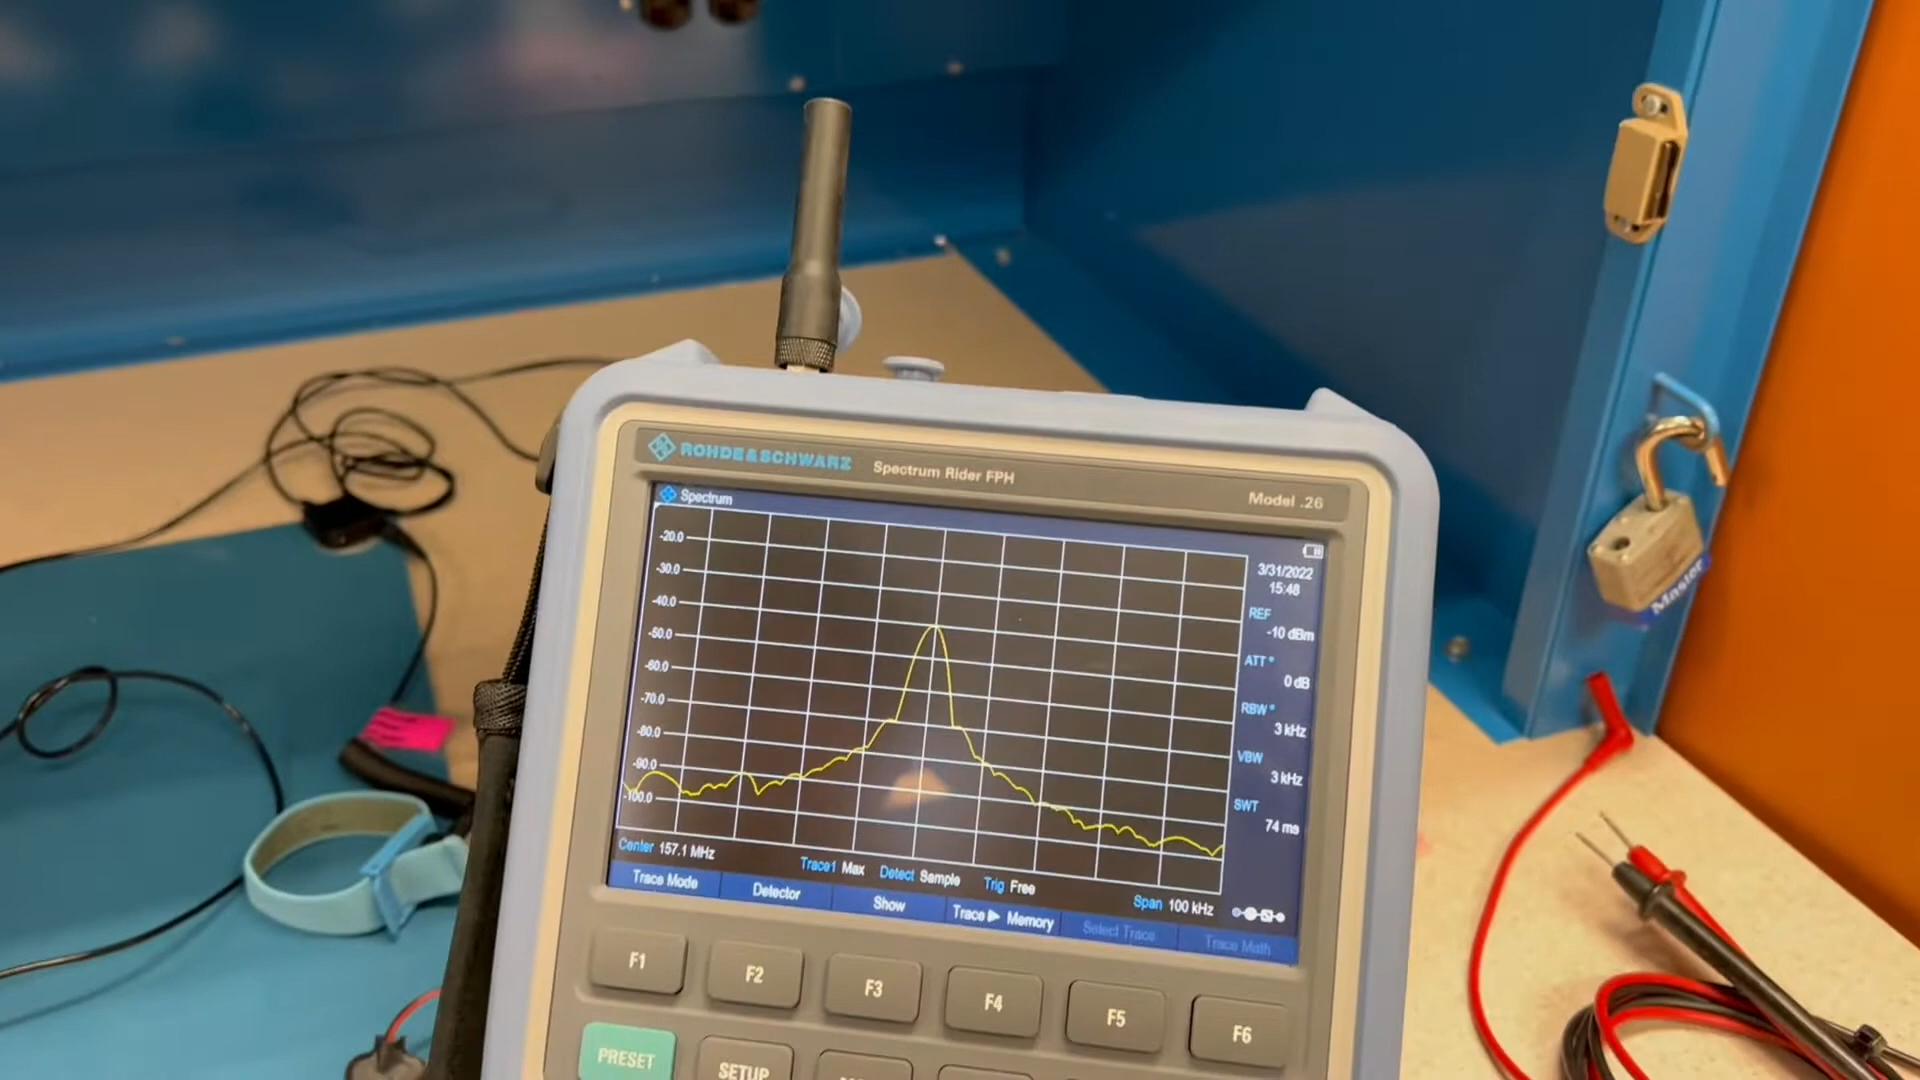 ROHDE&SCHWARZ Spectrum Rider FPH Model .26
Spectrum
-20.0
-30.0
-40.0
-50.0
-60.0
-70.0
-80.0
-90.0
-100.0
3/31/2022
15:48
REF
-10 dBm
ATT
0 dB
RBW
3 kHz
VBW
3 kHz
SWT
74 ms
Center 157.1 MHz Trace1 Max Detect Sample Trig Free Span 100 kHz
Trace Mode Detector Show Trace ▶ Memory Select Trace Trace Math
F1 F2 F3 F4 F5 F6
PRESET SETUP
Master